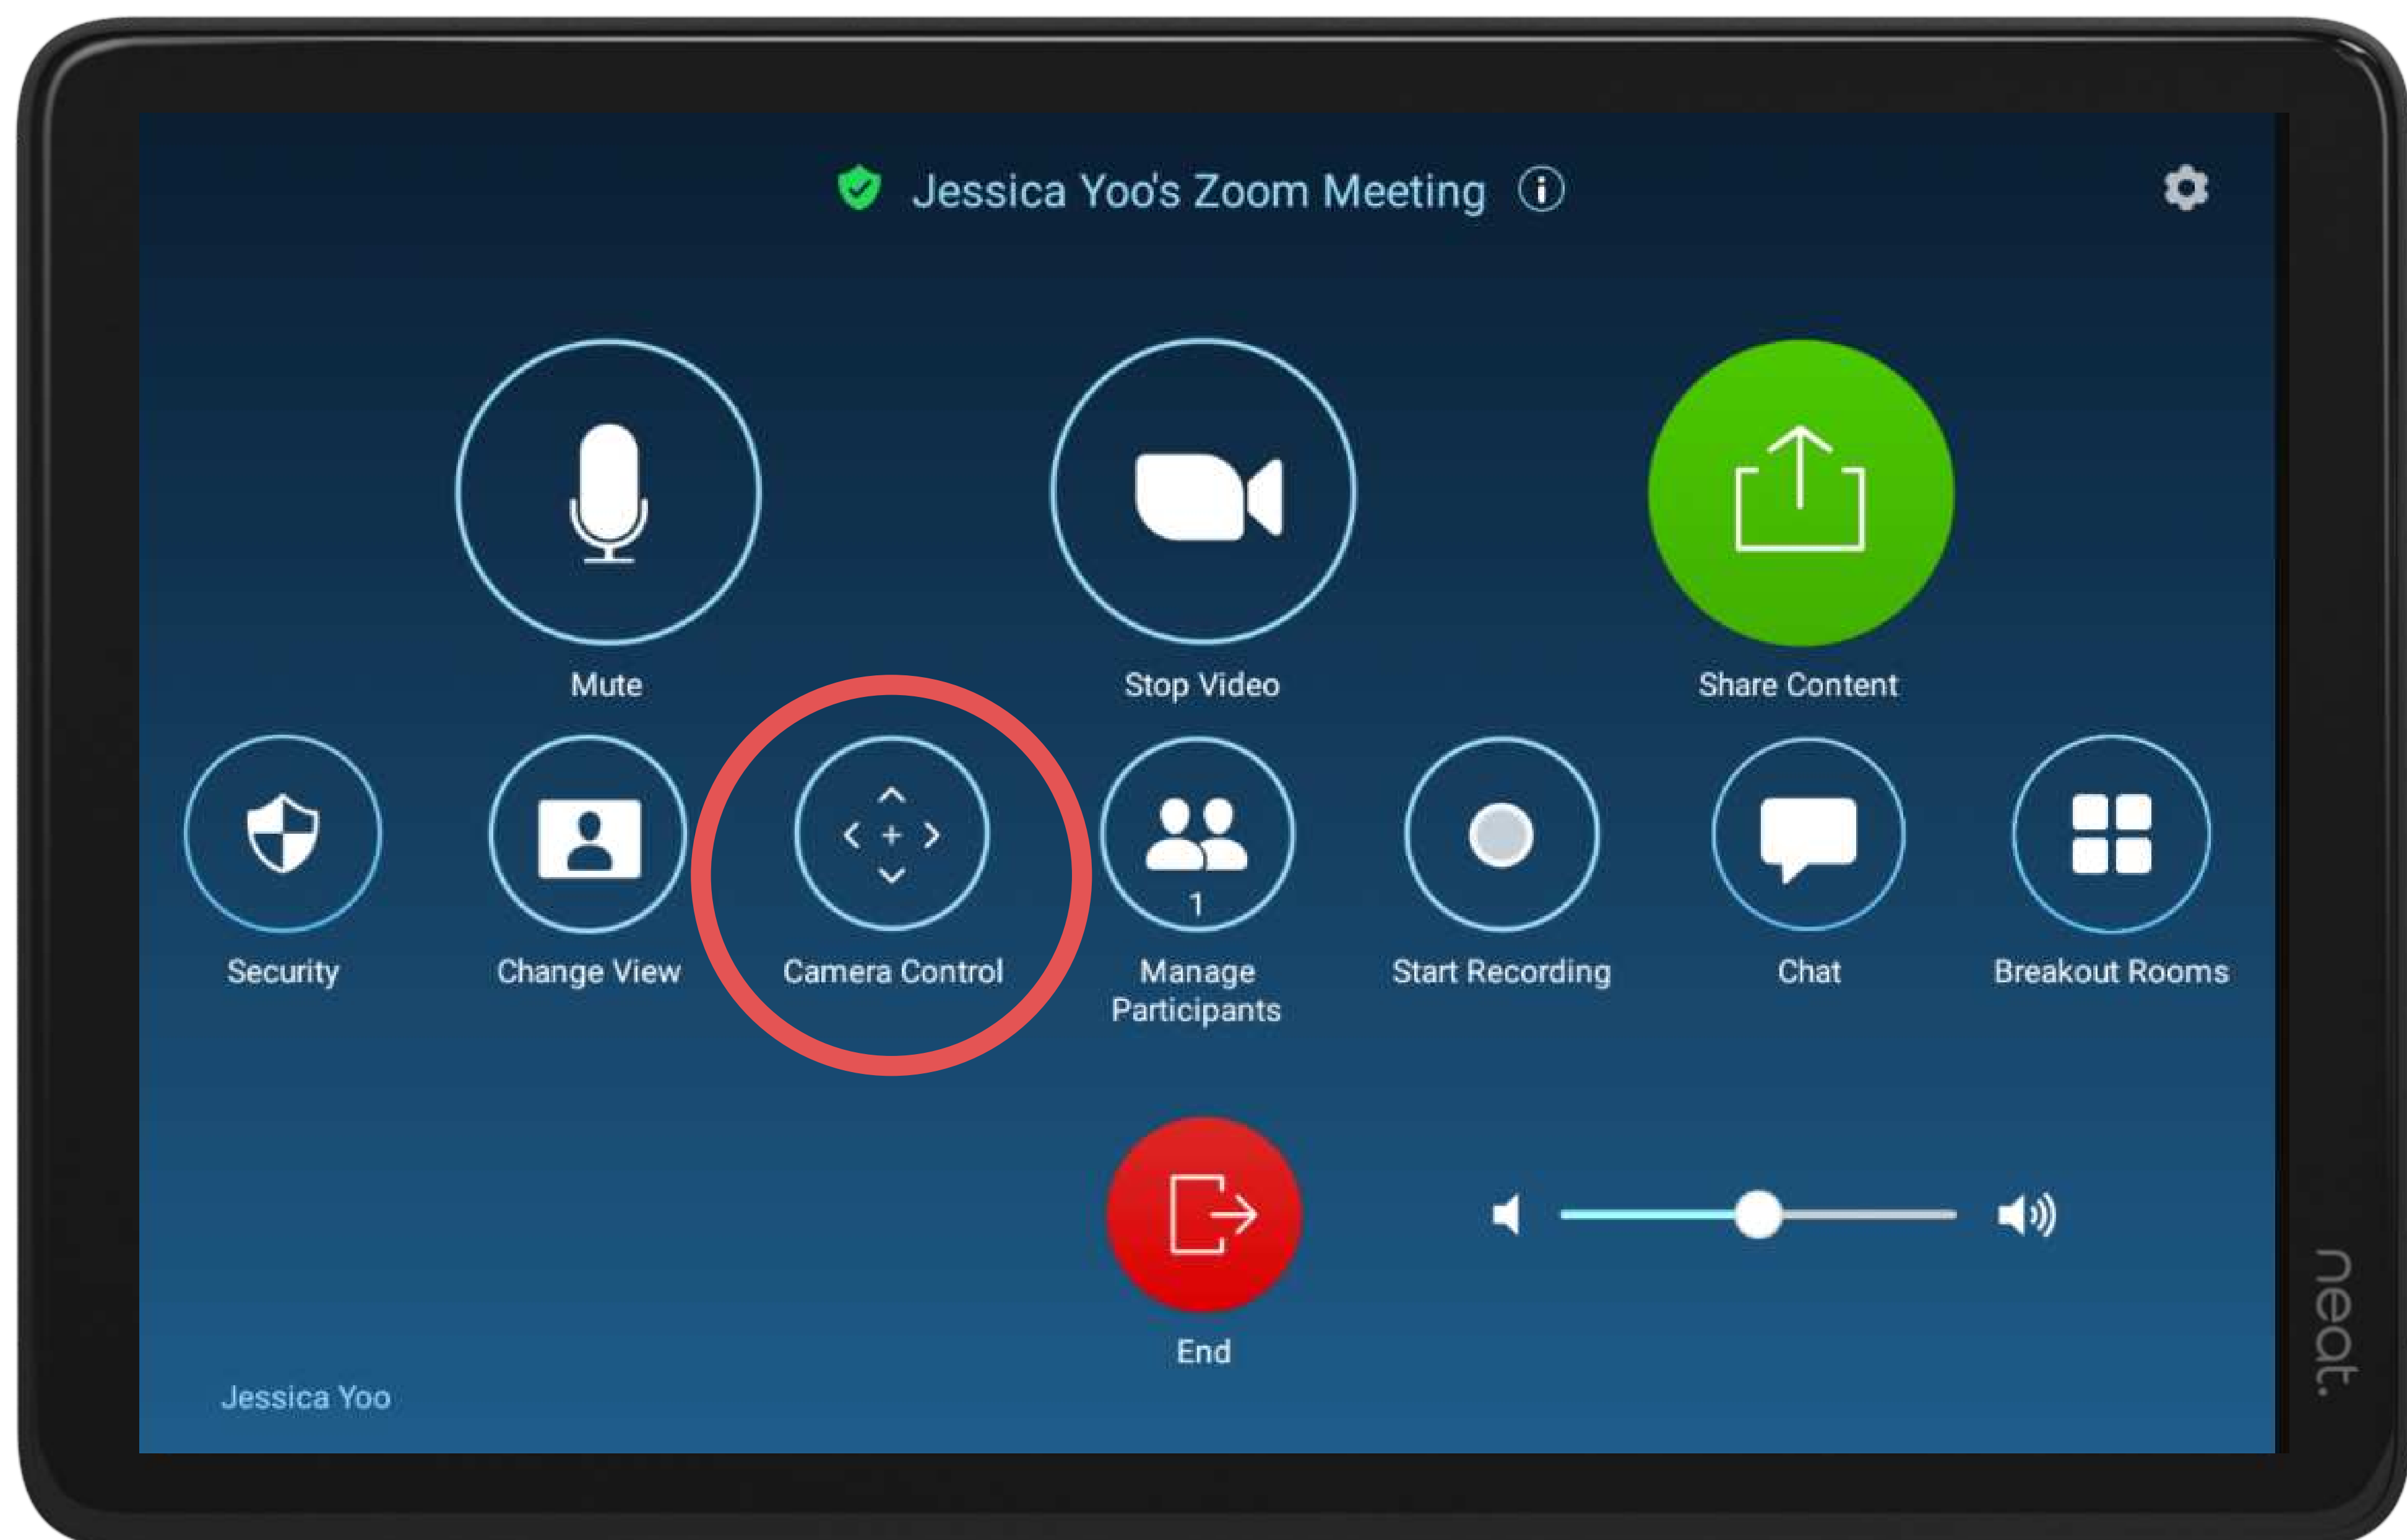 Jessica Yoo's Zoom Meeting
Mute
Stop Video
Share Content
1
Security
Change View
Camera Control
Manage
Participants
Start Recording
Chat
Breakout Rooms
End
Jessica Yoo
neat.